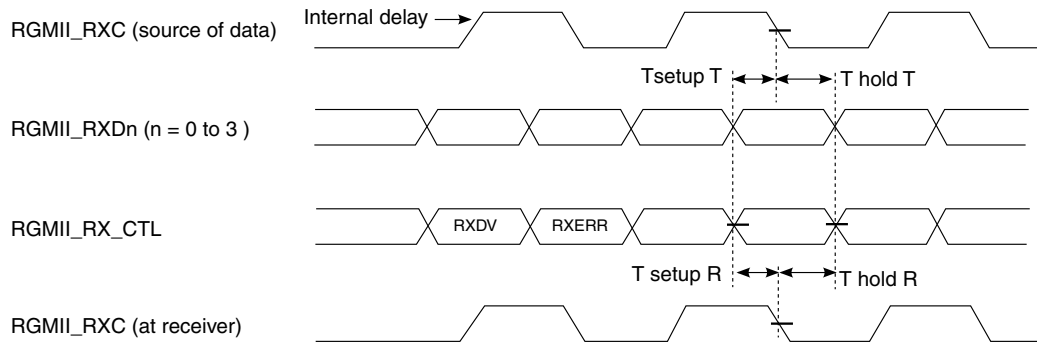 Internal delay
RGMII_RXC (source of data)
Tsetup T
T hold T
RGMII_RXDn (n = 0 to 3 )
RGMII_RX_CTL
RXDV
RXERR
T setup R
T hold R
RGMII_RXC (at receiver)